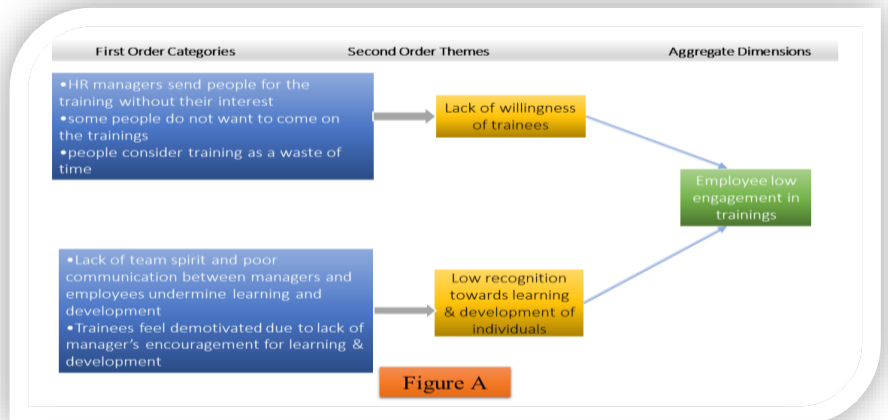 First Order Categories Second Order Themes Aggregate Dimensions
•HR managers send people for the
training without their interest
•some people do not want to come on
the trainings
•people consider training as a waste of
time
Lack of willingness
of trainees
Employee low
engagement in
trainings
•Lack of team spirit and poor
communication between managers and
employees undermine learning and
development
•Trainees feel demotivated due to lack of
manager's encouragement for learning &
development
Low recognition
towards learning
& development of
individuals
Figure A